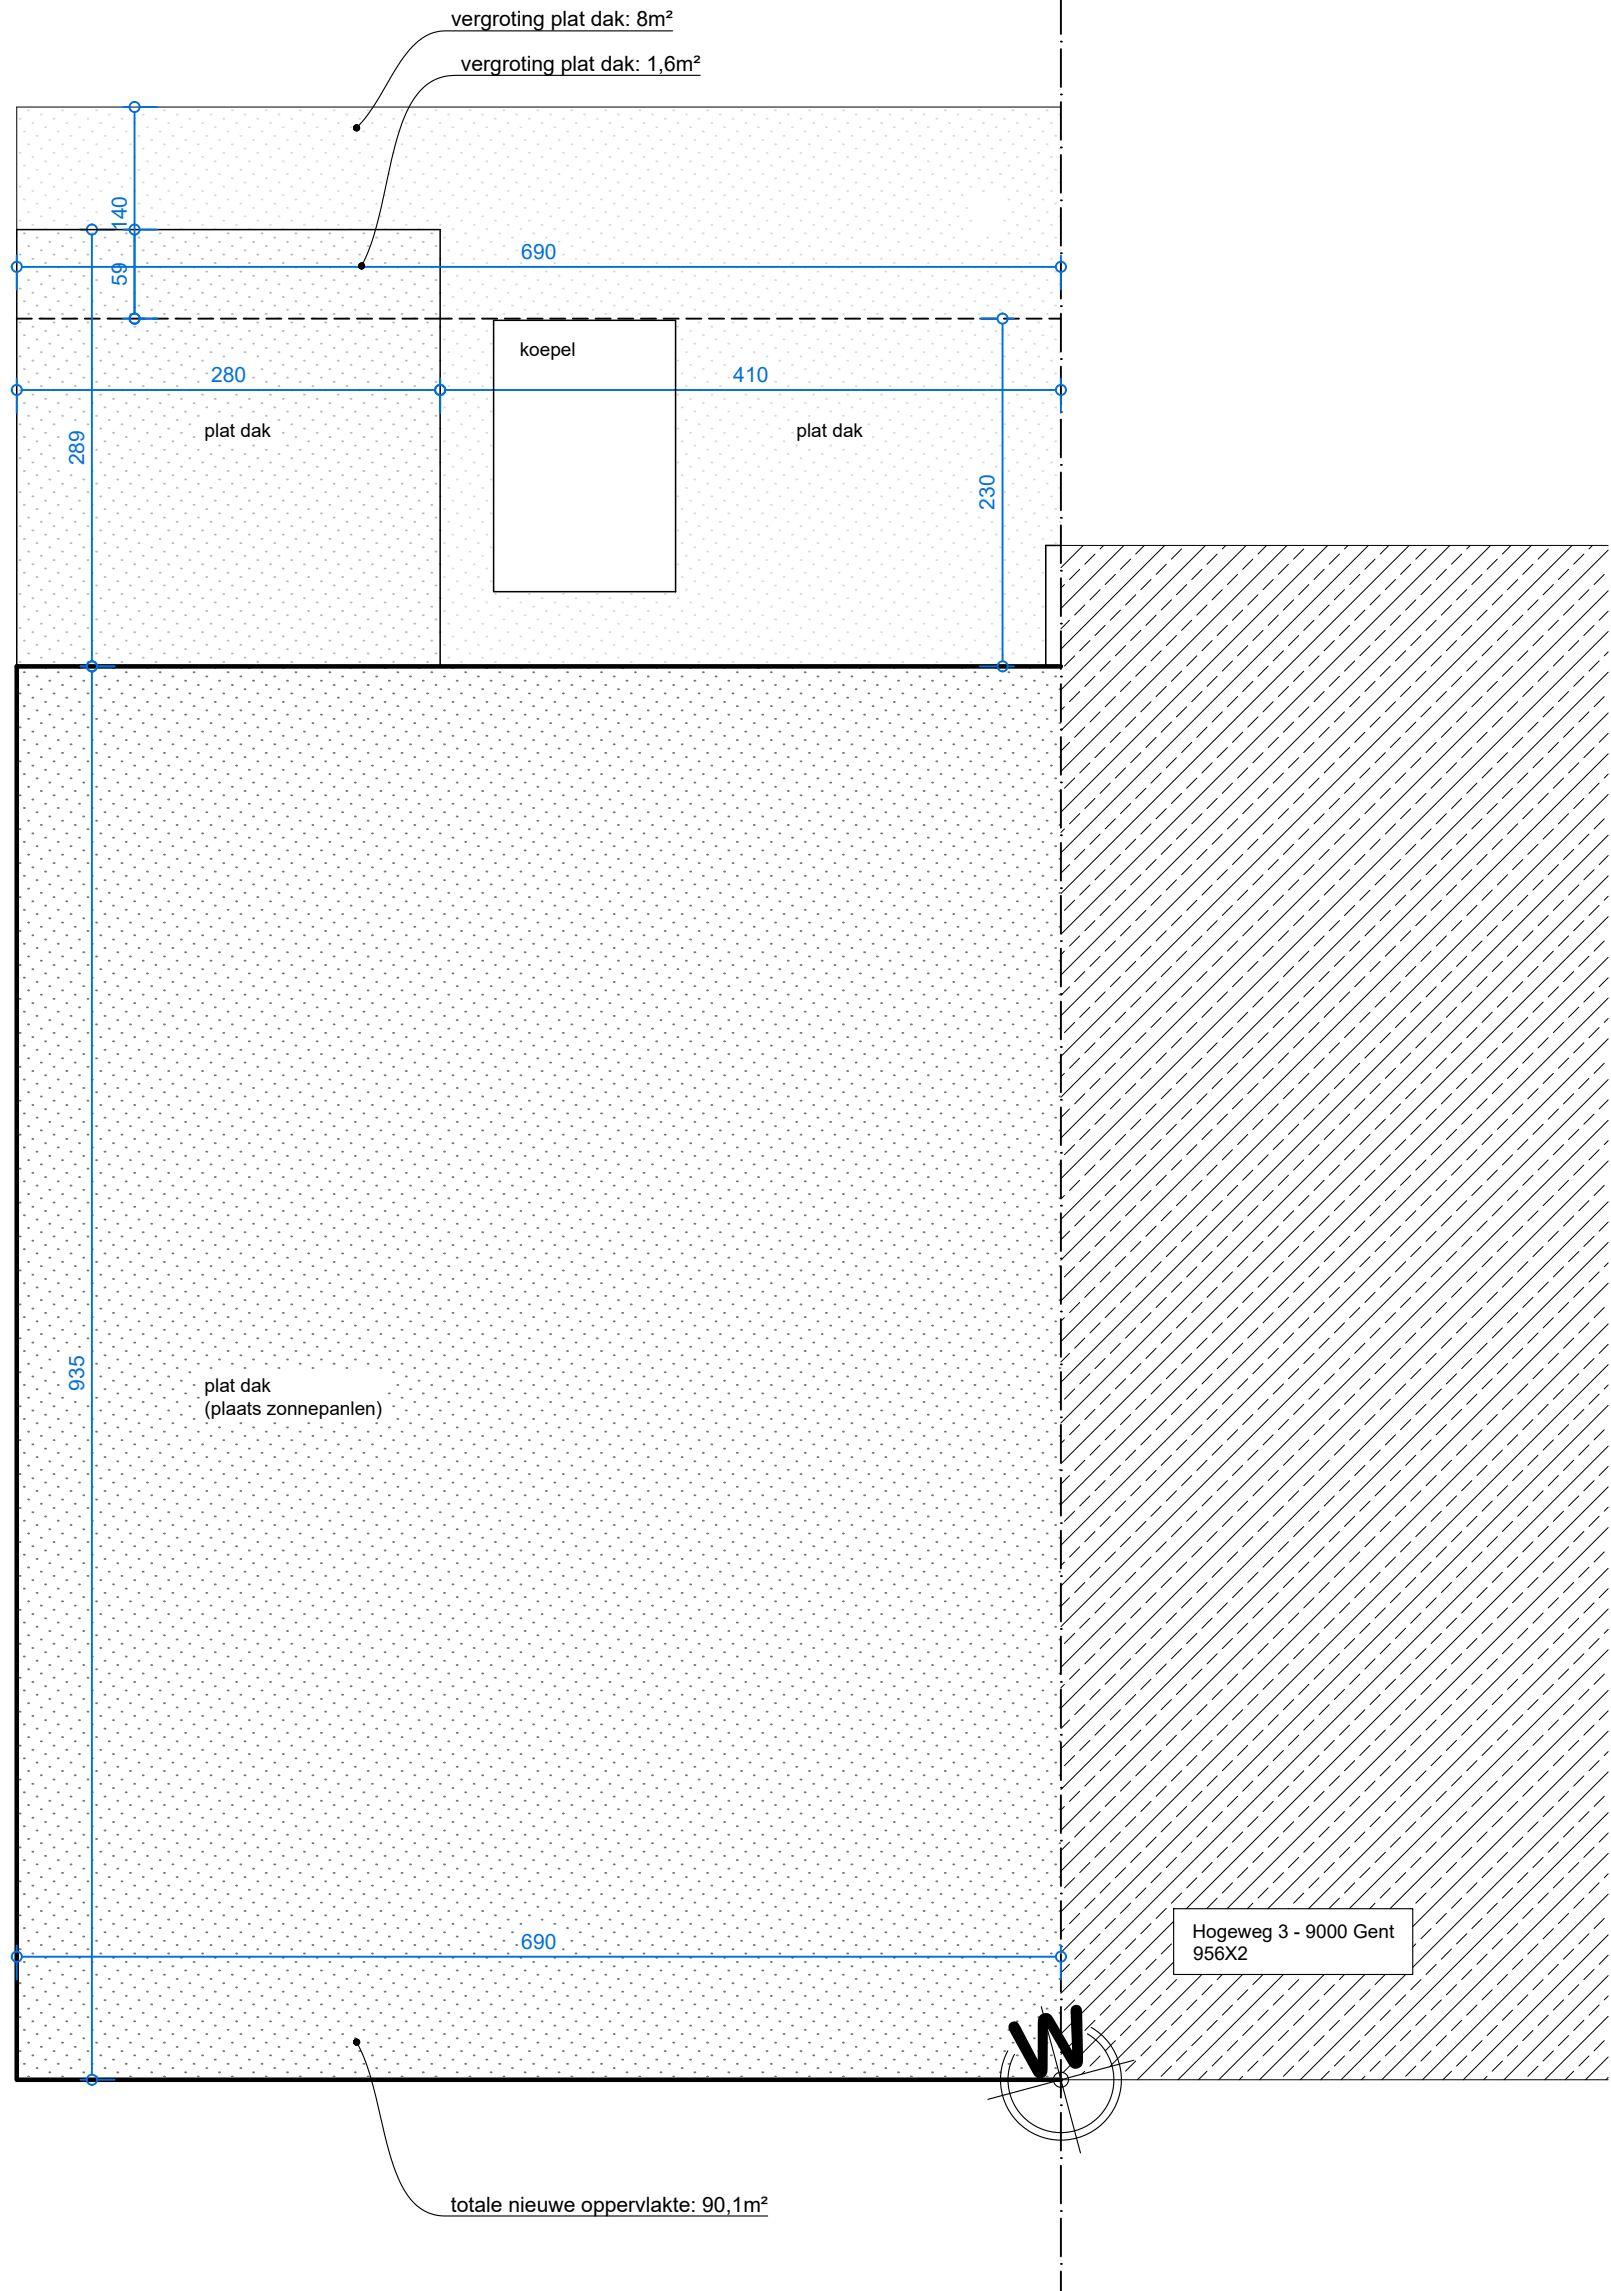 vergroting plat dak: 8m²
vergroting plat dak: 1,6m²
140
690
59
koepel
280
410
plat dak
plat dak
289
230
935
plat dak
(plaats zonnepanlen)
690
Hogeweg 3 - 9000 Gent
956X2
W
totale nieuwe oppervlakte: 90,1m²